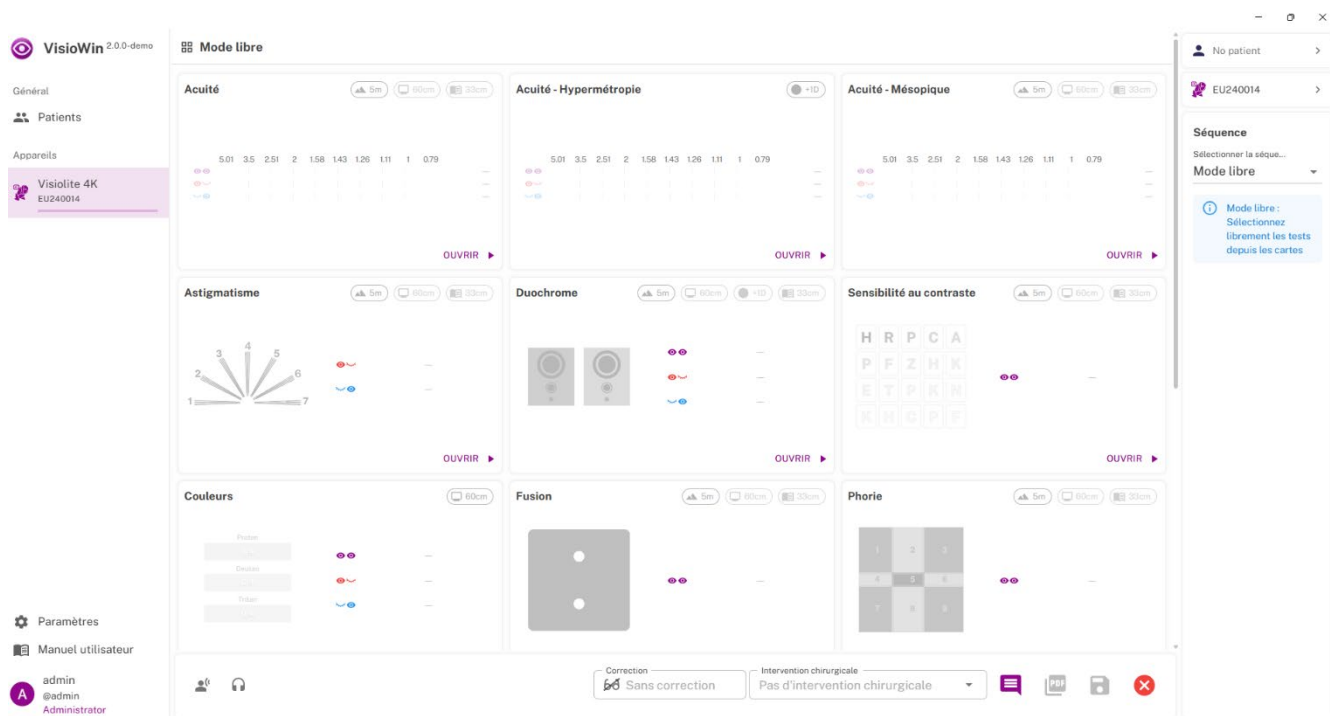 VisioWin 2.0.0-demo
Général
Patients
Appareils
Visiolite 4K
EU240014
Paramètres
Manuel utilisateur
A
admin
@admin
Administrator
Mode libre
Acuité
5m
60cm
33cm
5.01 3.5 2.51 2 1.58 1.43 1.26 1.11 1 0.79
OUVRIR
Acuité - Hypermétropie
+1D
5.01 3.5 2.51 2 1.58 1.43 1.26 1.11 1 0.79
OUVRIR
Acuité - Mésopique
5m
60cm
33cm
5.01 3.5 2.51 2 1.58 1.43 1.26 1.11 1 0.79
OUVRIR
Astigmatisme
5m
60cm
33cm
1 2 3 4 5 6 7
OUVRIR
Duochrome
5m
60cm
+1D
33cm
OUVRIR
Sensibilité au contraste
5m
60cm
33cm
H R P C A
P F Z H K
E T P K N
K H G P F
OUVRIR
Couleurs
60cm
Protan
Deutan
Tritan
Fusion
5m
60cm
33cm
Phorie
5m
60cm
33cm
1 2 3
4 5 6
7 8 9
Correction
Sans correction
Intervention chirurgicale
Pas d'intervention chirurgicale
PDF
No patient
EU240014
Séquence
Sélectionner la séque...
Mode libre
Mode libre :
Sélectionnez
librement les tests
depuis les cartes